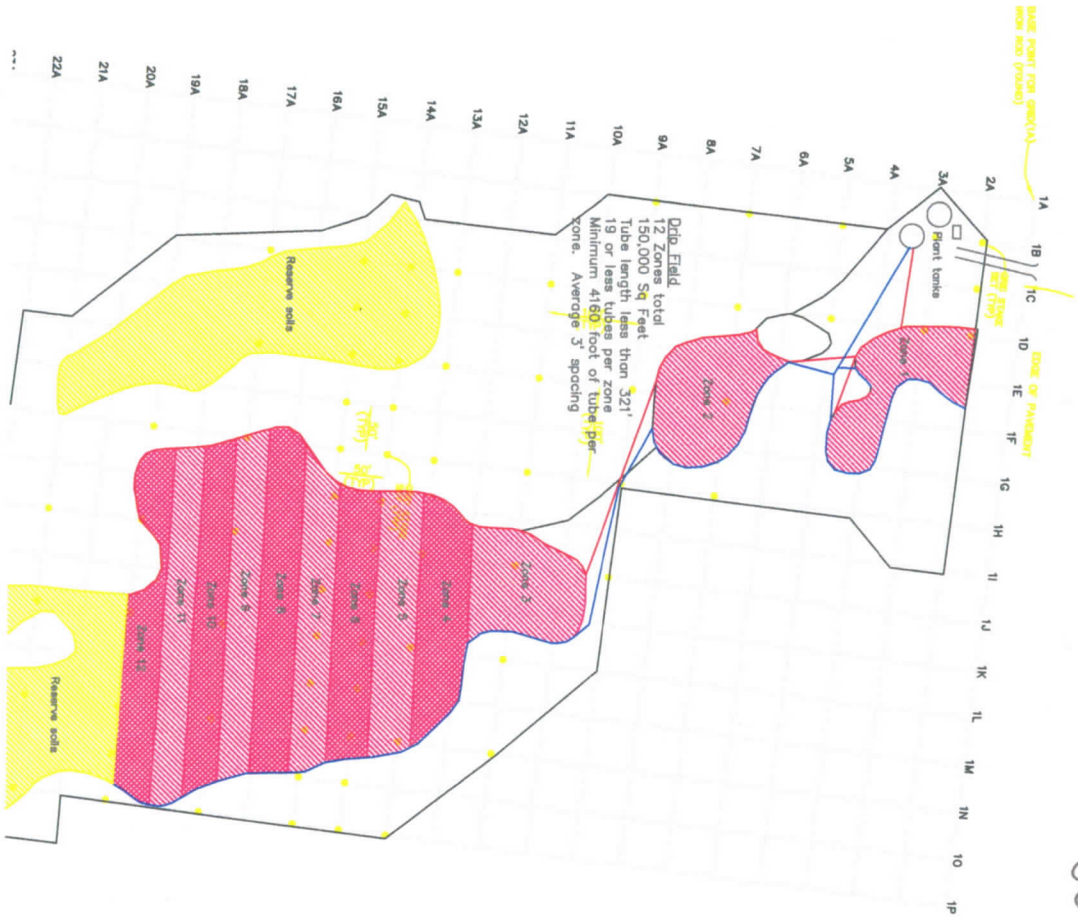 BASE POINT FOR GRID(1A)
INCH ROD (FOUND)
1A
1B
1C
1D
1E
1F
1G
1H
1I
1J
1K
1L
1M
1N
1O
1P
2A
3A
4A
5A
6A
7A
8A
9A
10A
11A
12A
13A
14A
15A
16A
17A
18A
19A
20A
21A
22A
EDGE OF PAVEMENT
Plant tanks
Drip Field
12 Zones total
150,000 Sq Feet
Tube length less than 321'
19 or less tubes per zone
Minimum 4160 foot of tube per
zone. Average 3' spacing
Zone 1
Zone 2
Zone 3
Zone 4
Zone 5
Zone 7
Zone 9
Zone 10
Zone 11
Zone 12
Reserve soils
Reserve soils